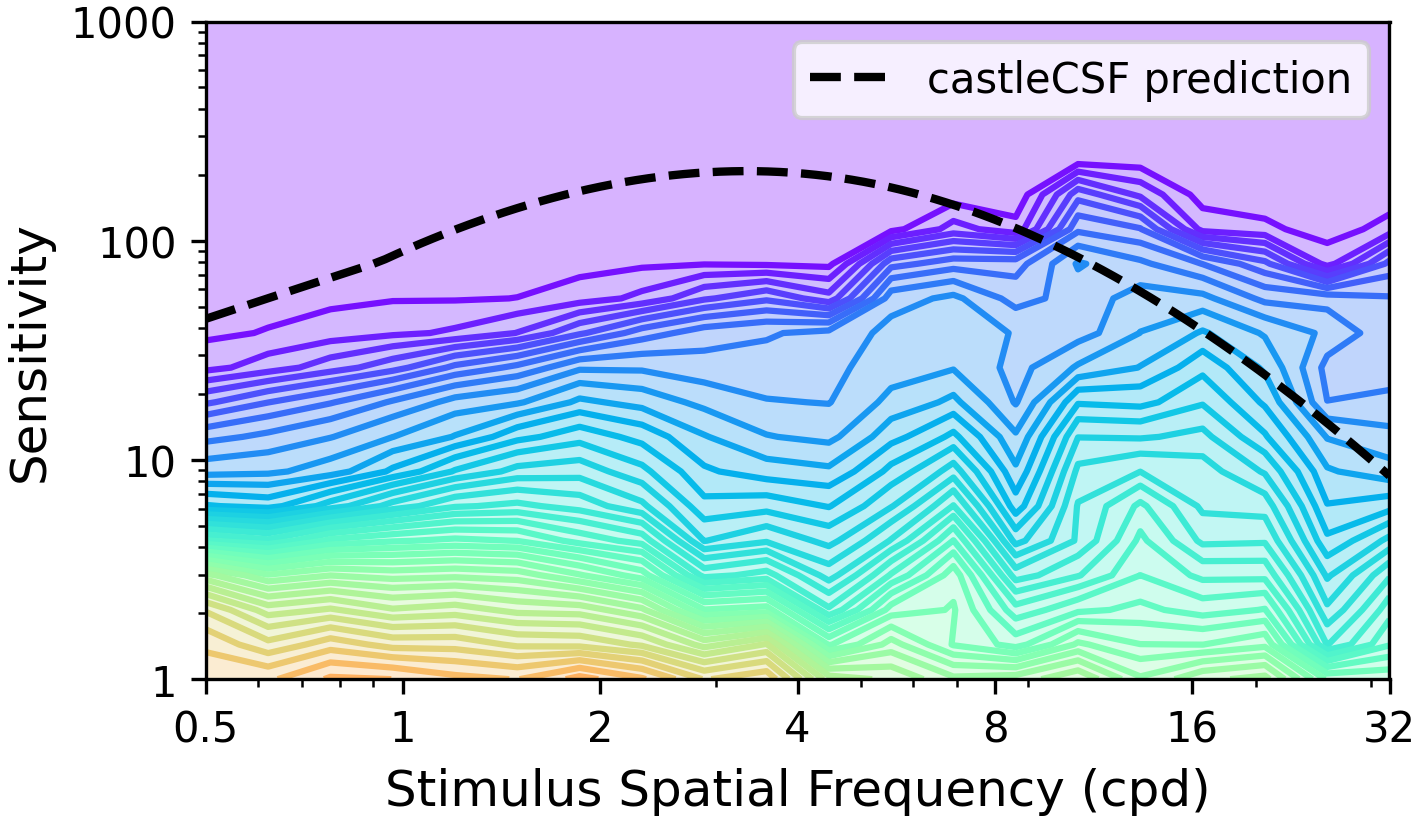 1000
100
10
1
Sensitivity
castleCSF prediction
0.5 1 2 4 8 16 32
Stimulus Spatial Frequency (cpd)